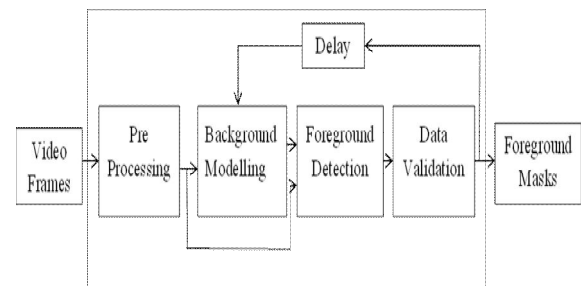 Delay
Video
Frames
Pre
Processing
Background
Modelling
Foreground
Detection
Data
Validation
Foreground
Masks